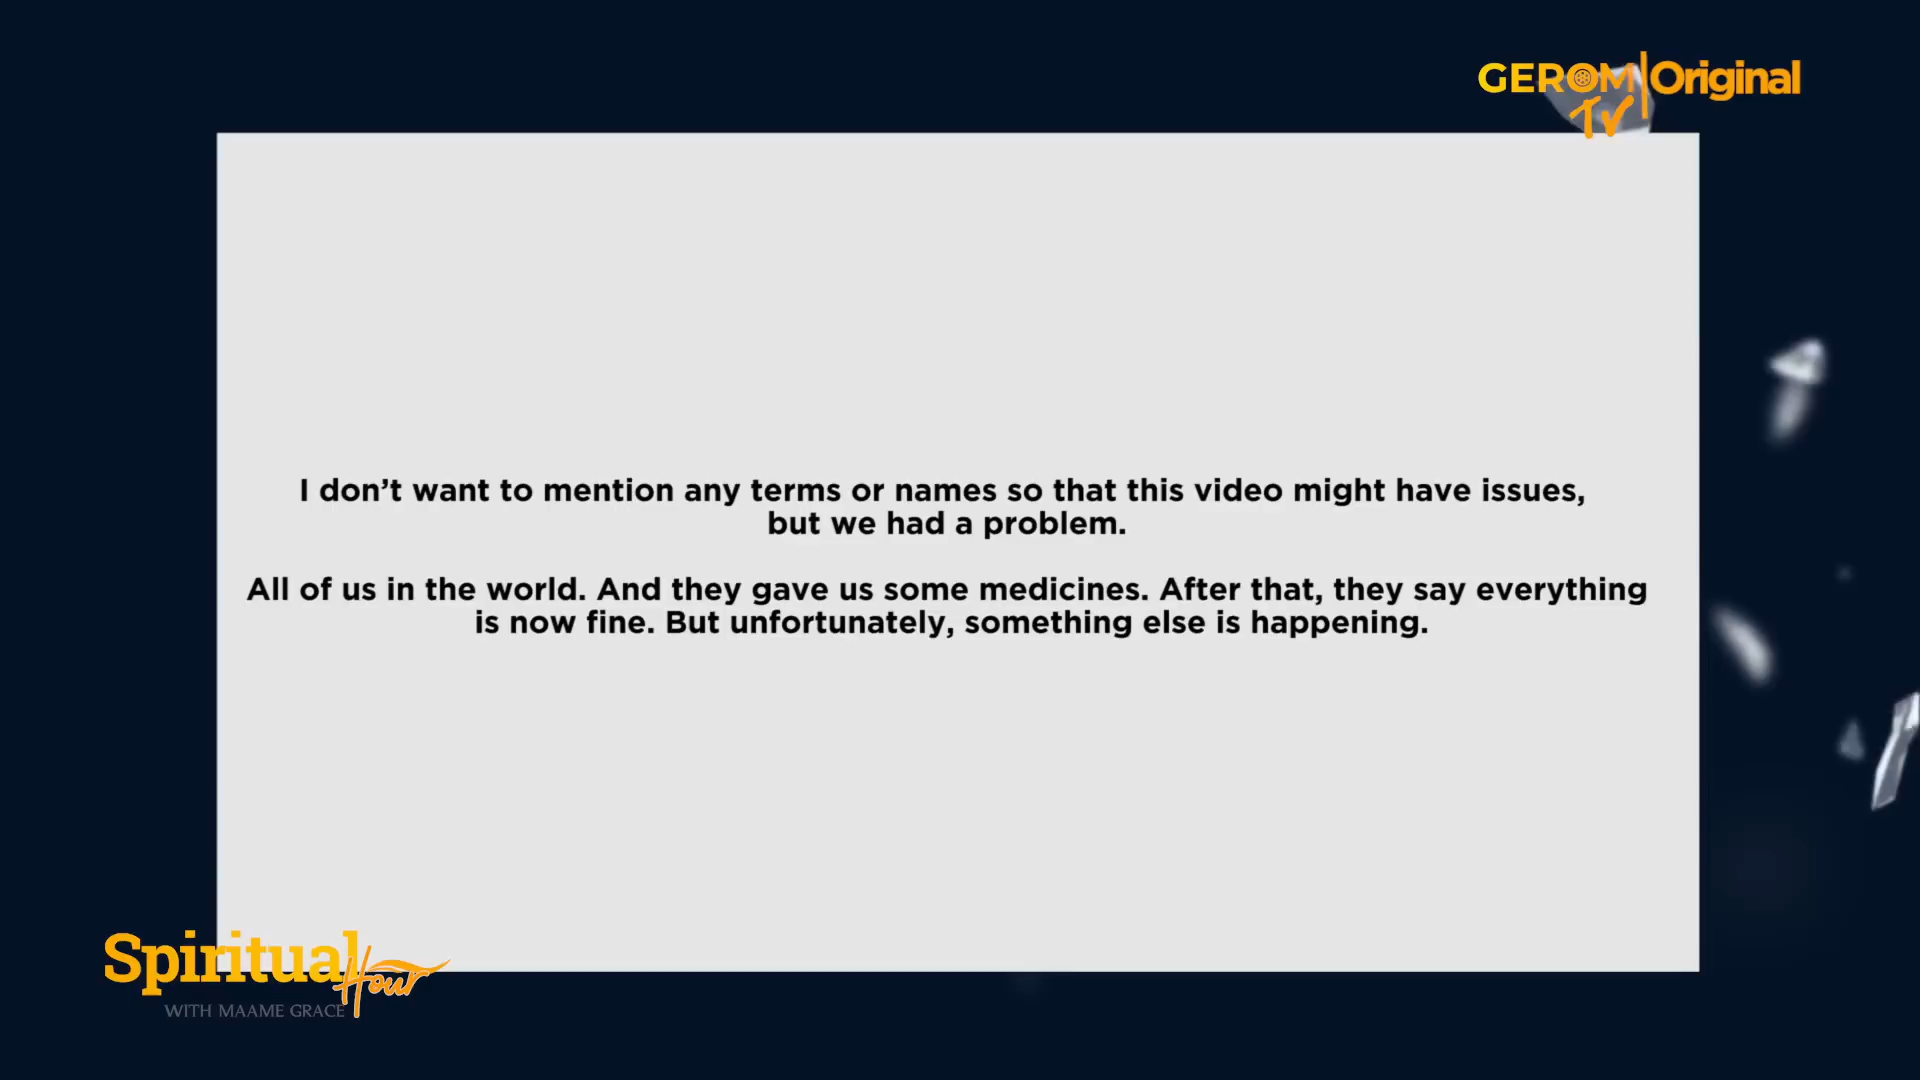 GEROM TV | Original
I don’t want to mention any terms or names so that this video might have issues,
but we had a problem.
All of us in the world. And they gave us some medicines. After that, they say everything
is now fine. But unfortunately, something else is happening.
Spiritual Hour
WITH MAAME GRACE